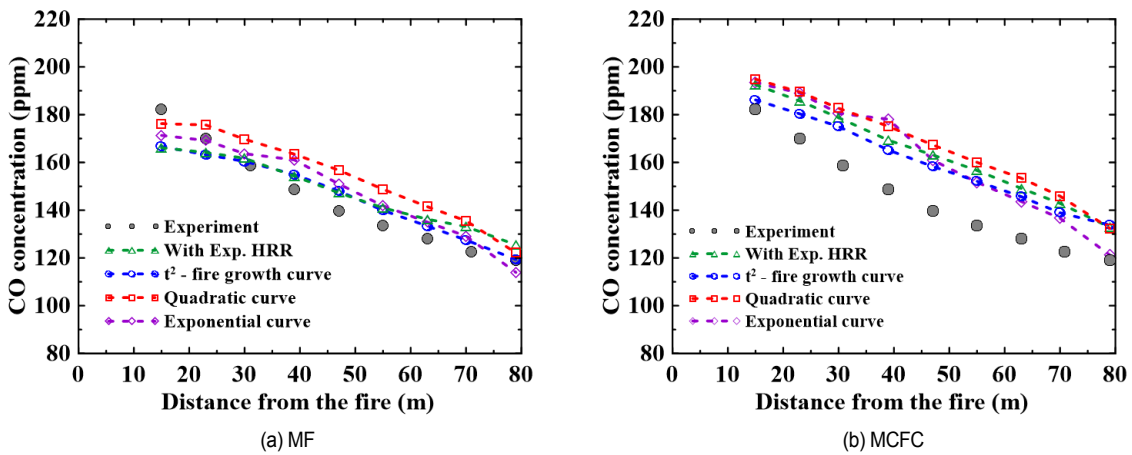 220
200
180
160
140
120
100
80
CO concentration (ppm)
Experiment
With Exp. HRR
t² - fire growth curve
Quadratic curve
Exponential curve
0 10 20 30 40 50 60 70 80
Distance from the fire (m)
(a) MF
220
200
180
160
140
120
100
80
CO concentration (ppm)
Experiment
With Exp. HRR
t² - fire growth curve
Quadratic curve
Exponential curve
0 10 20 30 40 50 60 70 80
Distance from the fire (m)
(b) MCFC